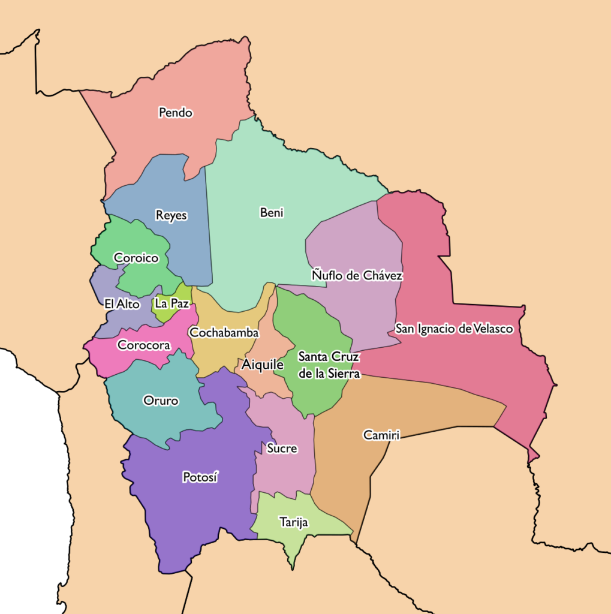 Pendo
Reyes
Beni
Coroico
Ñuflo de Chávez
El Alto
La Paz
San Ignacio de Velasco
Cochabamba
Corocora
Aiquile
Santa Cruz
de la Sierra
Oruro
Camiri
Sucre
Potosí
Tarija